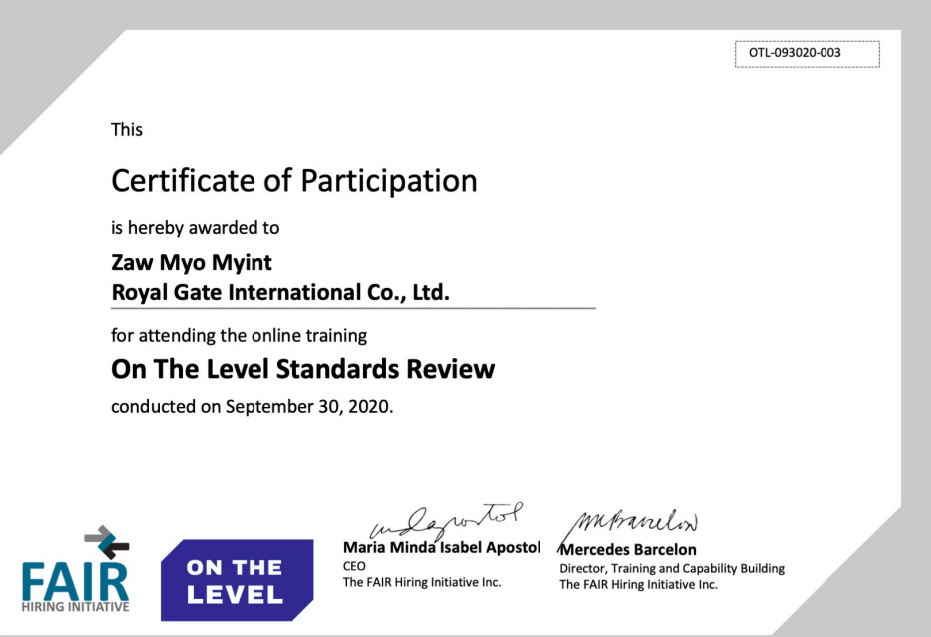 OTL-093020-003
This
Certificate of Participation
is hereby awarded to
Zaw Myo Myint
Royal Gate International Co., Ltd.
for attending the online training
On The Level Standards Review
conducted on September 30, 2020.
FAIR
HIRING INITIATIVE
ON THE
LEVEL
Maria Minda Isabel Apostol
CEO
The FAIR Hiring Initiative Inc.
Mercedes Barcelon
Director, Training and Capability Building
The FAIR Hiring Initiative Inc.